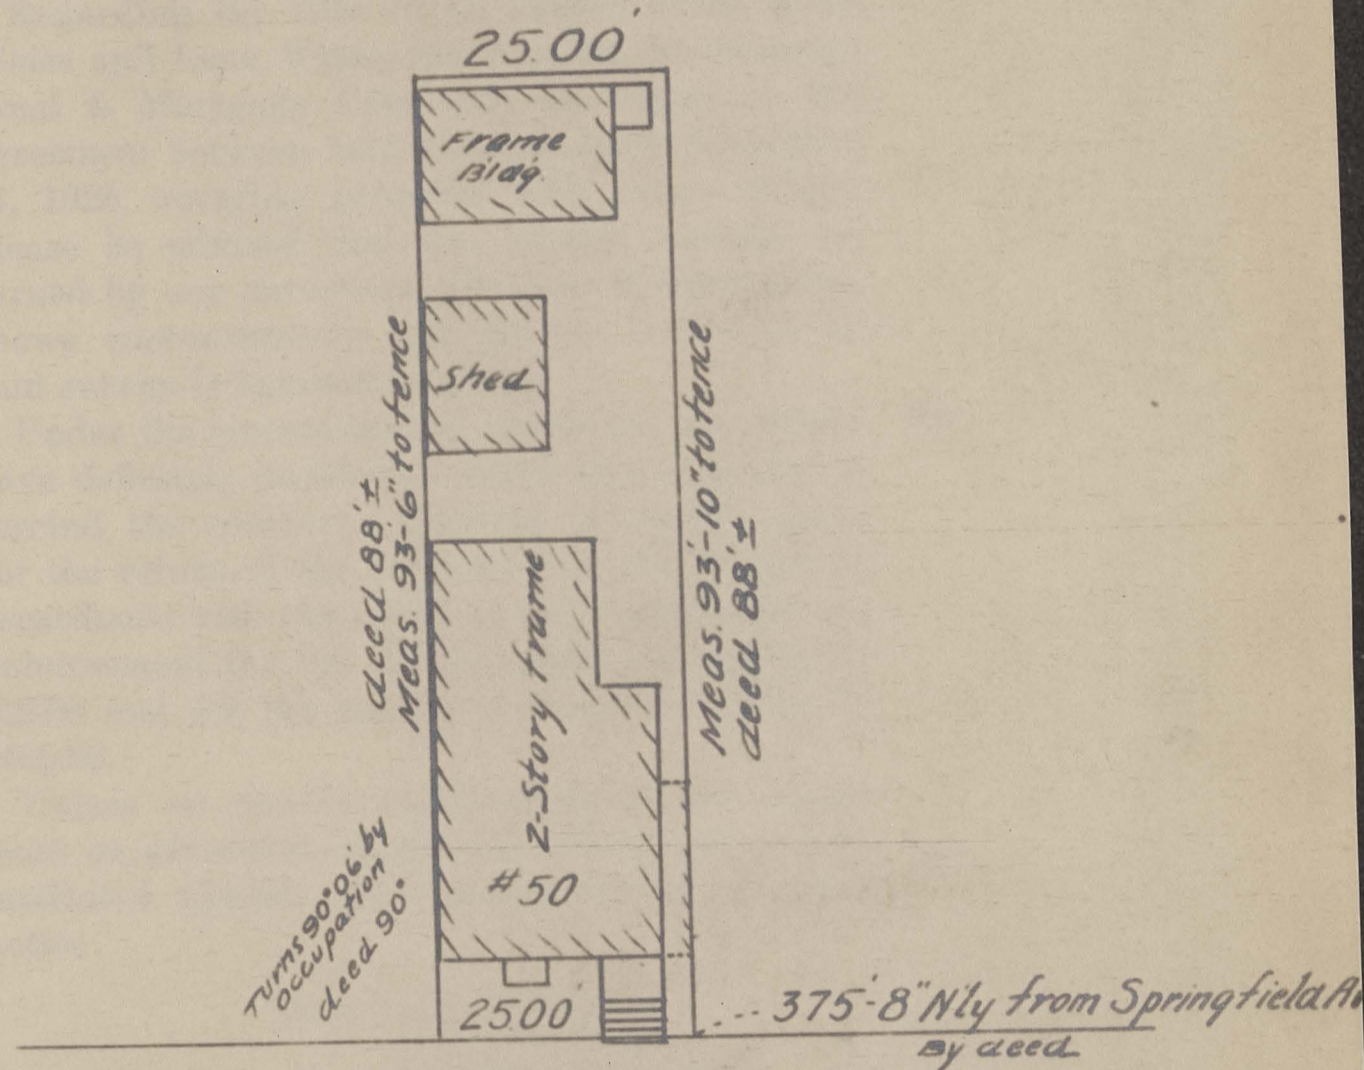 25.00'
Frame
Bldg.
Shed
deed 88'±
Meas. 93'-6" to fence
Meas. 93'-10" to fence
deed 88'±
2-Story frame
#50
Turns 90°06' by
occupation
deed 90°
25.00'
375'-8" N'ly from Springfield
By deed